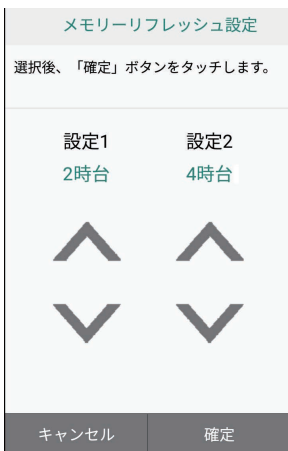 メモリーリフレッシュ設定
選択後、「確定」ボタンをタッチします。
設定1 設定2
2時台 4時台
キャンセル 確定